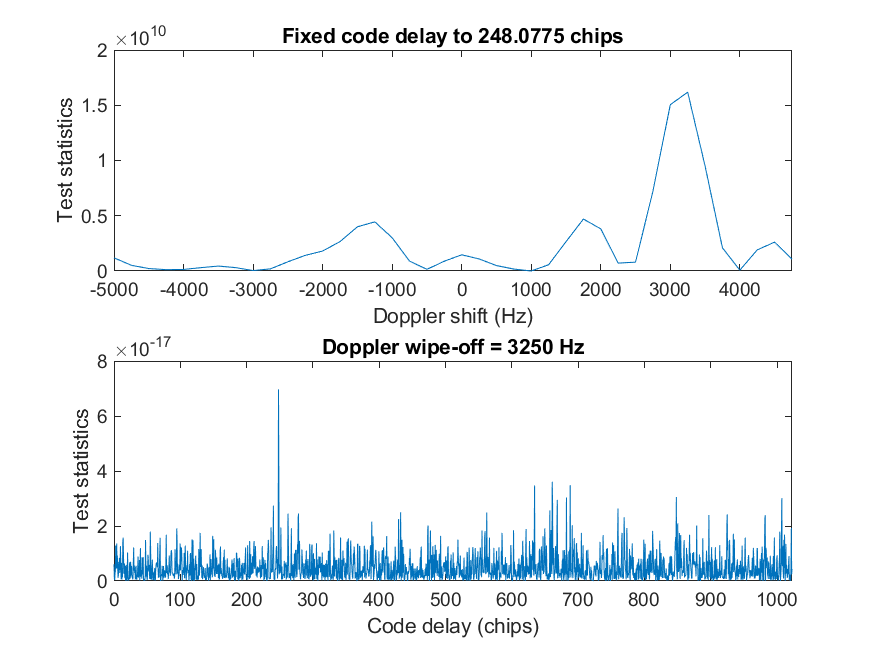 Fixed code delay to 248.0775 chips
×10^10
2
1.5
1
0.5
0
Test statistics
-5000 -4000 -3000 -2000 -1000 0 1000 2000 3000 4000
Doppler shift (Hz)
Doppler wipe-off = 3250 Hz
×10^-17
8
6
4
2
0
Test statistics
0 100 200 300 400 500 600 700 800 900 1000
Code delay (chips)